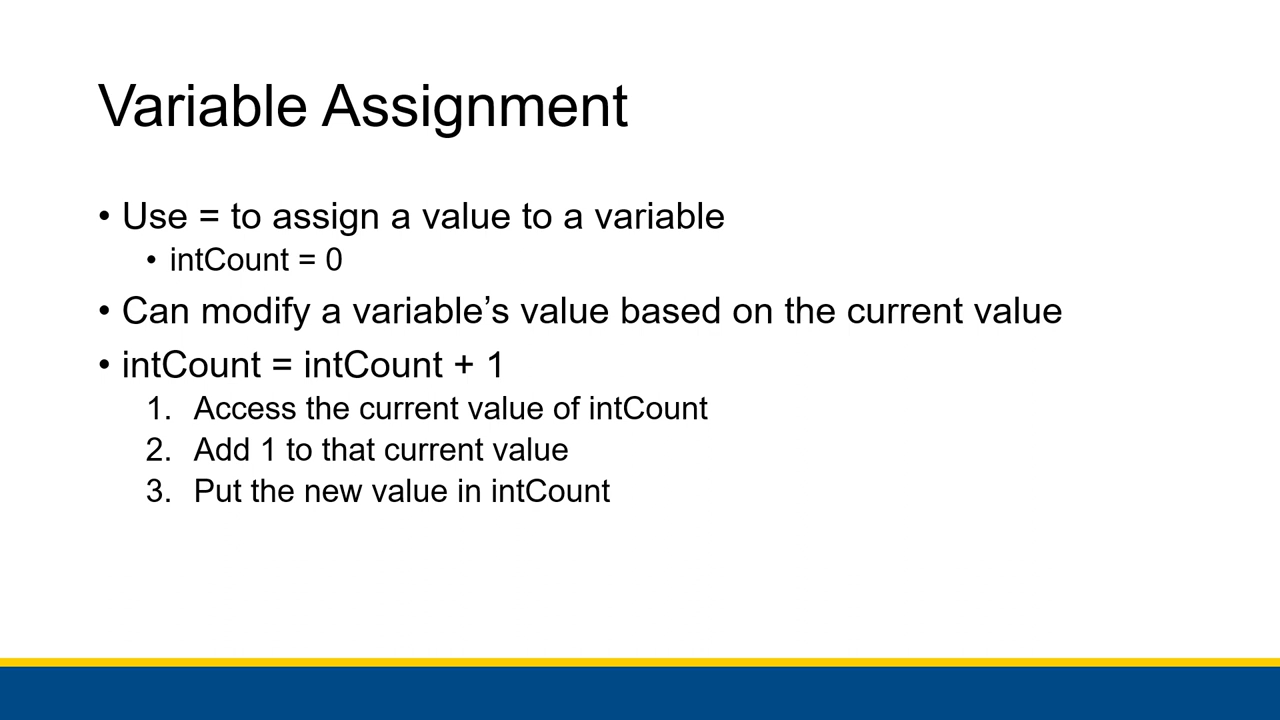 Variable Assignment
• Use = to assign a value to a variable
• intCount = 0
• Can modify a variable’s value based on the current value
• intCount = intCount + 1
1. Access the current value of intCount
2. Add 1 to that current value
3. Put the new value in intCount